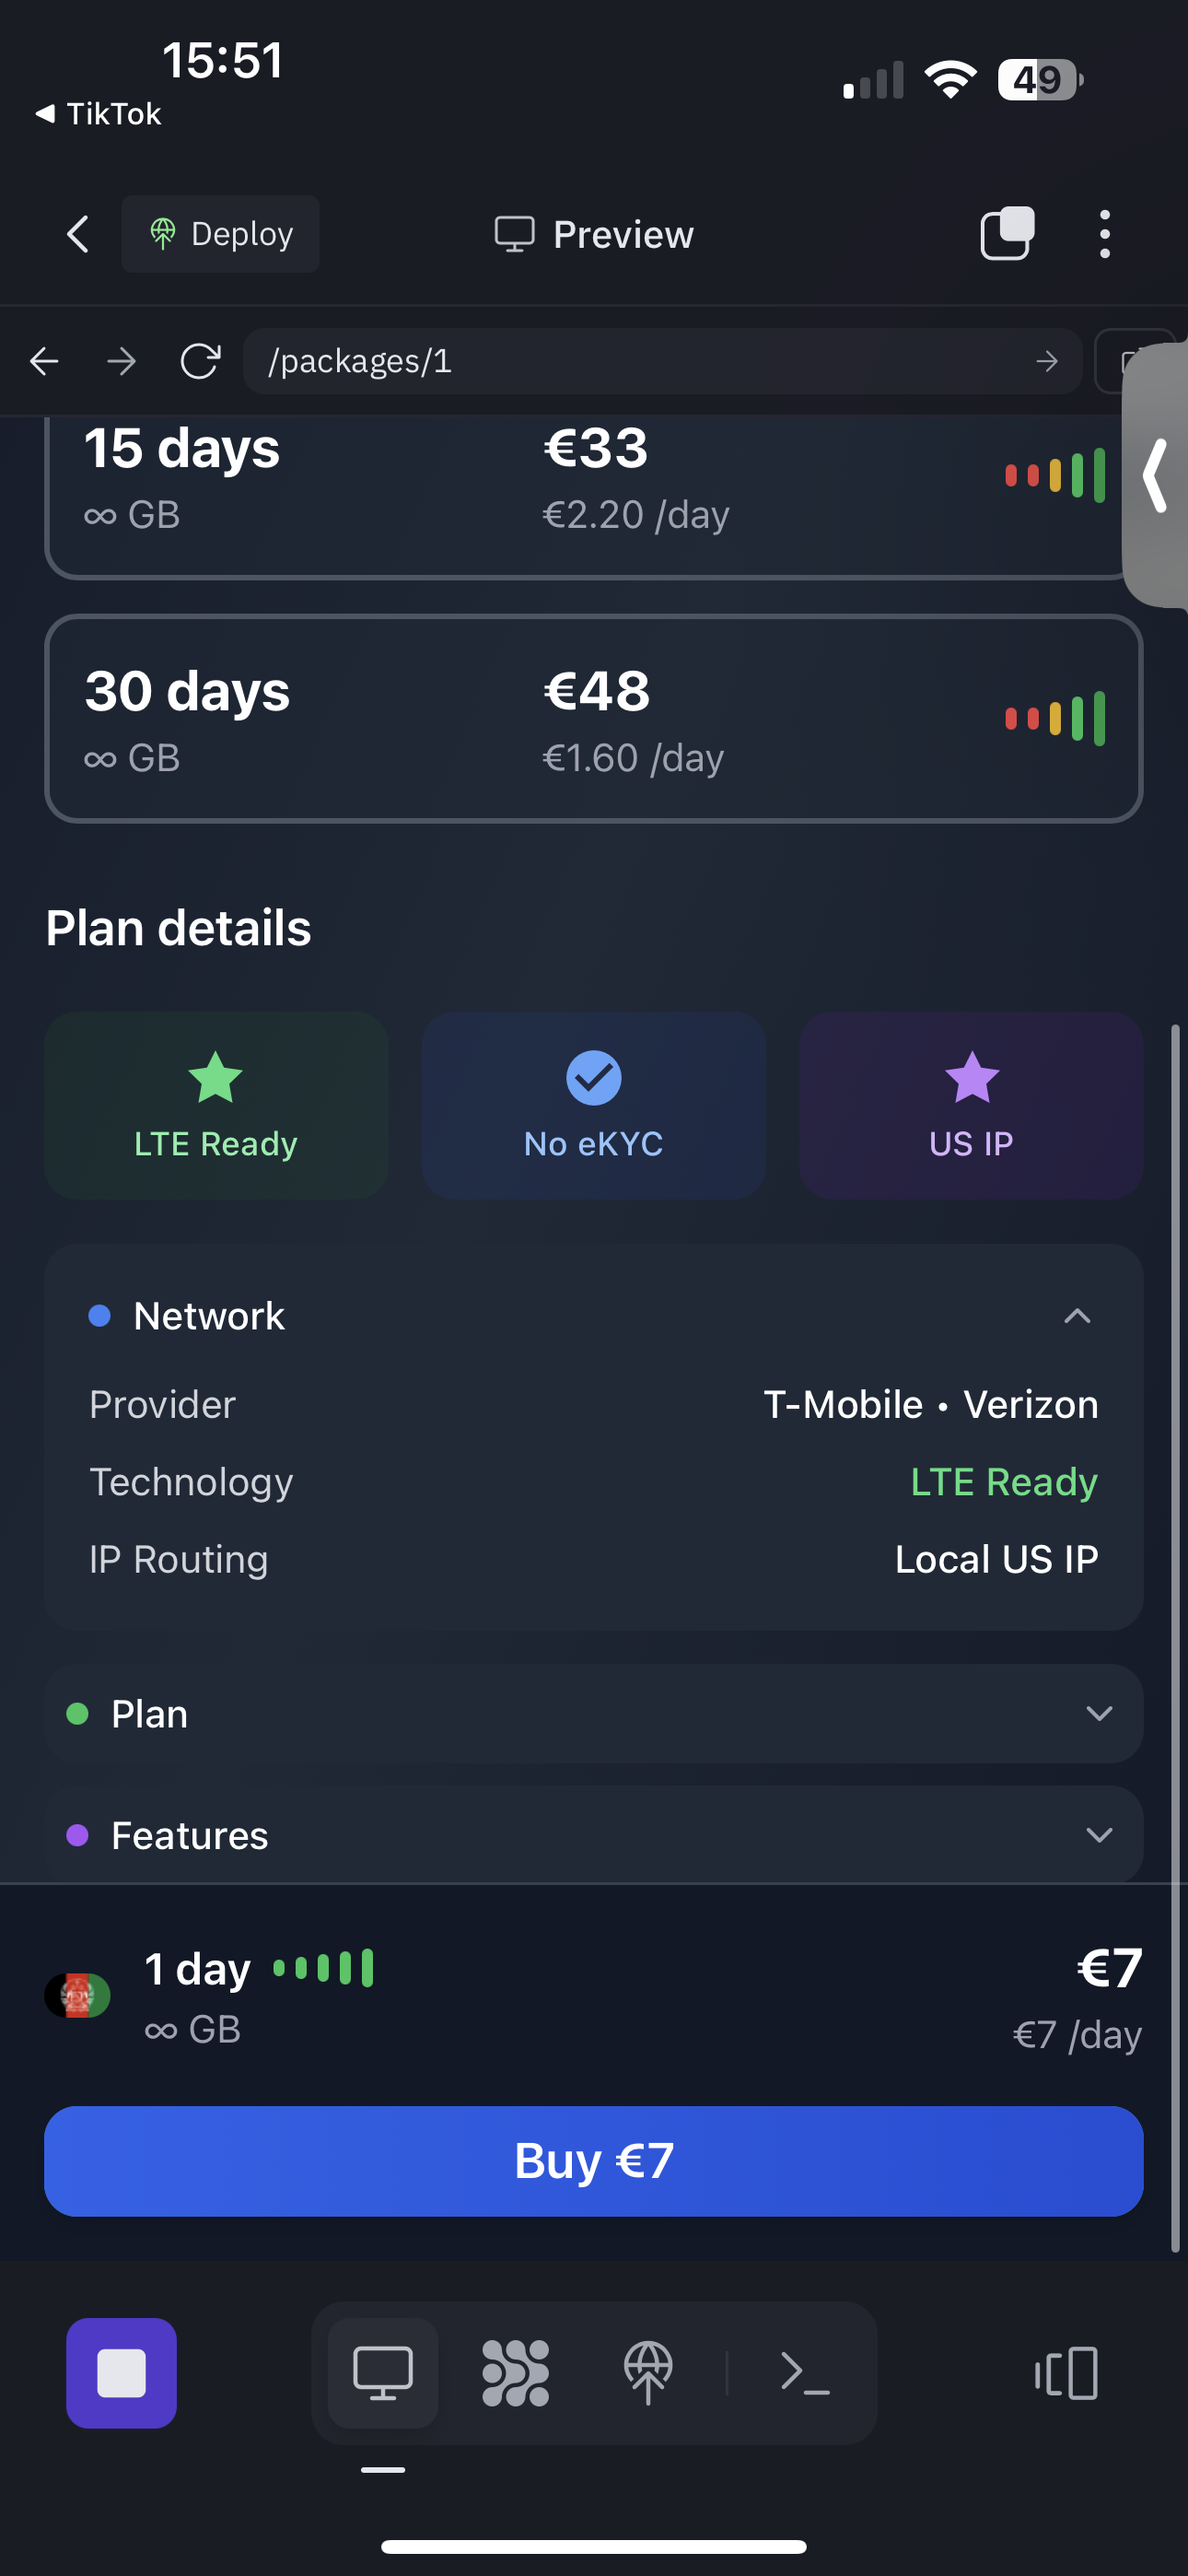 15:51
49
TikTok
Deploy
Preview
/packages/1
15 days
€33
∞ GB
€2.20 /day
30 days
€48
∞ GB
€1.60 /day
Plan details
LTE Ready
No eKYC
US IP
Network
Provider
T-Mobile • Verizon
Technology
LTE Ready
IP Routing
Local US IP
Plan
Features
1 day
€7
∞ GB
€7 /day
Buy €7